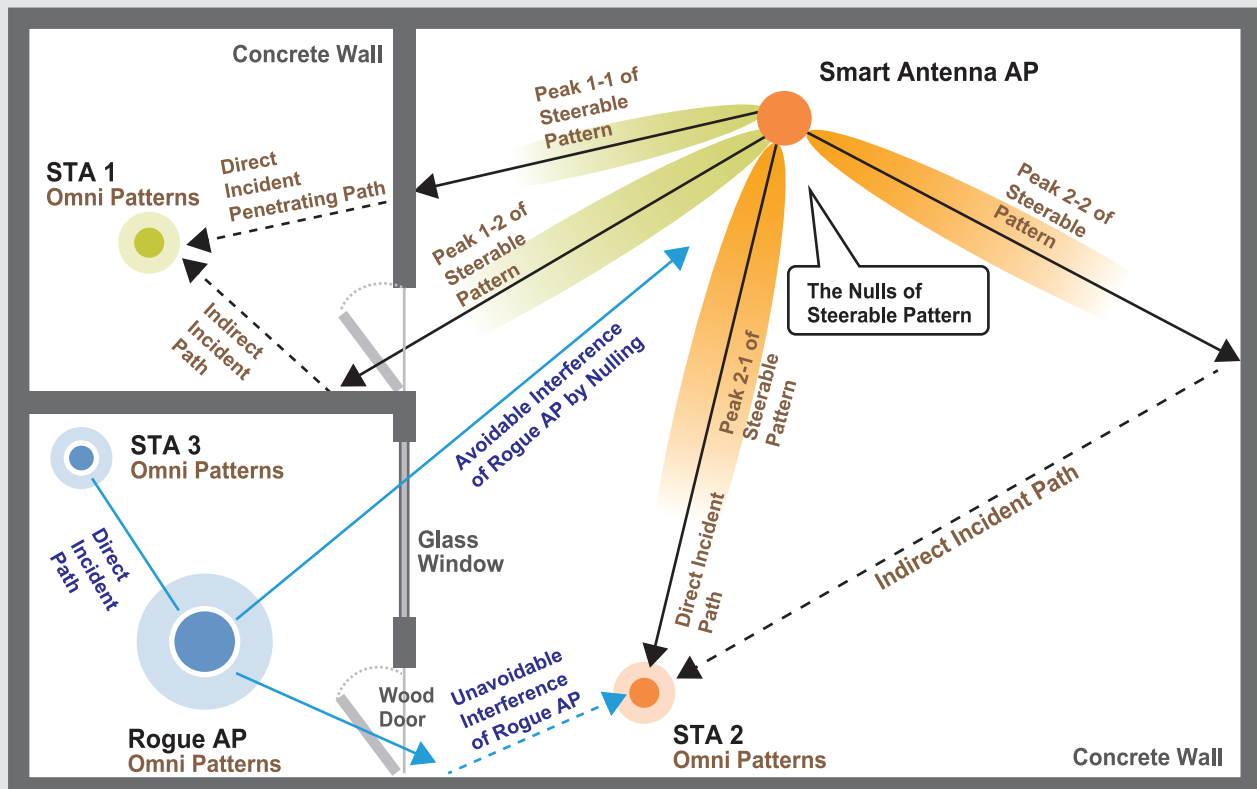 Concrete Wall
Smart Antenna AP
Peak 1-1 of
Steerable
Pattern
Peak 2-2 of
Steerable
Pattern
STA 1
Omni Patterns
Direct
Incident
Penetrating Path
Peak 1-2 of
Steerable
Pattern
The Nulls of
Steerable Pattern
Indirect
Incident
Path
Avoidable Interference
of Rogue AP by Nulling
Peak 2-1 of
Steerable
Pattern
STA 3
Omni Patterns
Direct
Incident
Path
Glass
Window
Direct Incident
Path
Indirect Incident Path
Wood
Door
Unavoidable
Interference
of Rogue AP
Rogue AP
Omni Patterns
STA 2
Omni Patterns
Concrete Wall